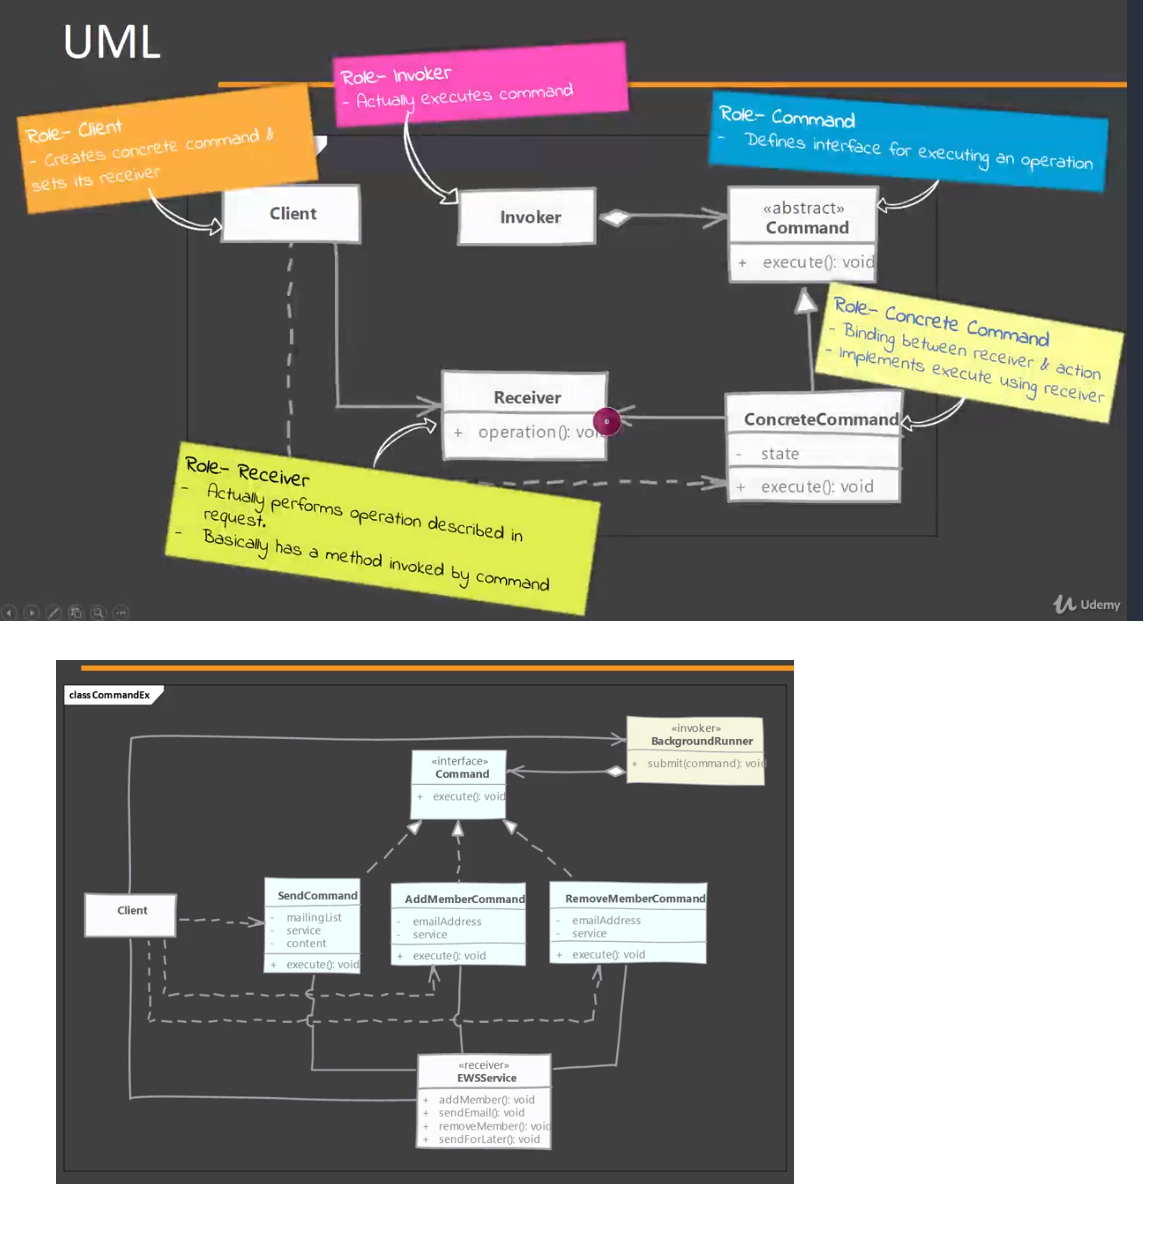 UML
Role- Invoker
- Actually executes command
Role- Client
- Creates concrete command &
sets its receiver
Role- Command
- Defines interface for executing an operation
Client
Invoker
«abstract»
Command
+ execute(): void
Role- Concrete Command
- Binding between receiver & action
- Implements execute using receiver
Receiver
+ operation(): voi
ConcreteCommand
- state
+ execute(): void
Role- Receiver
- Actually performs operation described in
request.
- Basically has a method invoked by command
Udemy
class CommandEx
«invoker»
BackgroundRunner
+ submit(command): void
«interface»
Command
+ execute(): void
Client
SendCommand
- mailingList
- service
- content
+ execute(): void
AddMemberCommand
- emailAddress
- service
+ execute(): void
RemoveMemberCommand
- emailAddress
- service
+ execute(): void
«receiver»
EWSService
+ addMember(): void
+ sendEmail(): void
+ removeMember(): void
+ sendForLater(): void